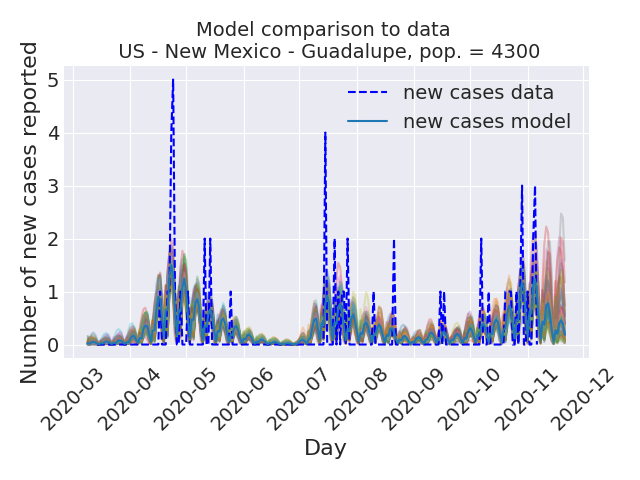 Model comparison to data
US - New Mexico - Guadalupe, pop. = 4300
Number of new cases reported
5
4
3
2
1
0
new cases data
new cases model
2020-03
2020-04
2020-05
2020-06
2020-07
2020-08
2020-09
2020-10
2020-11
2020-12
Day